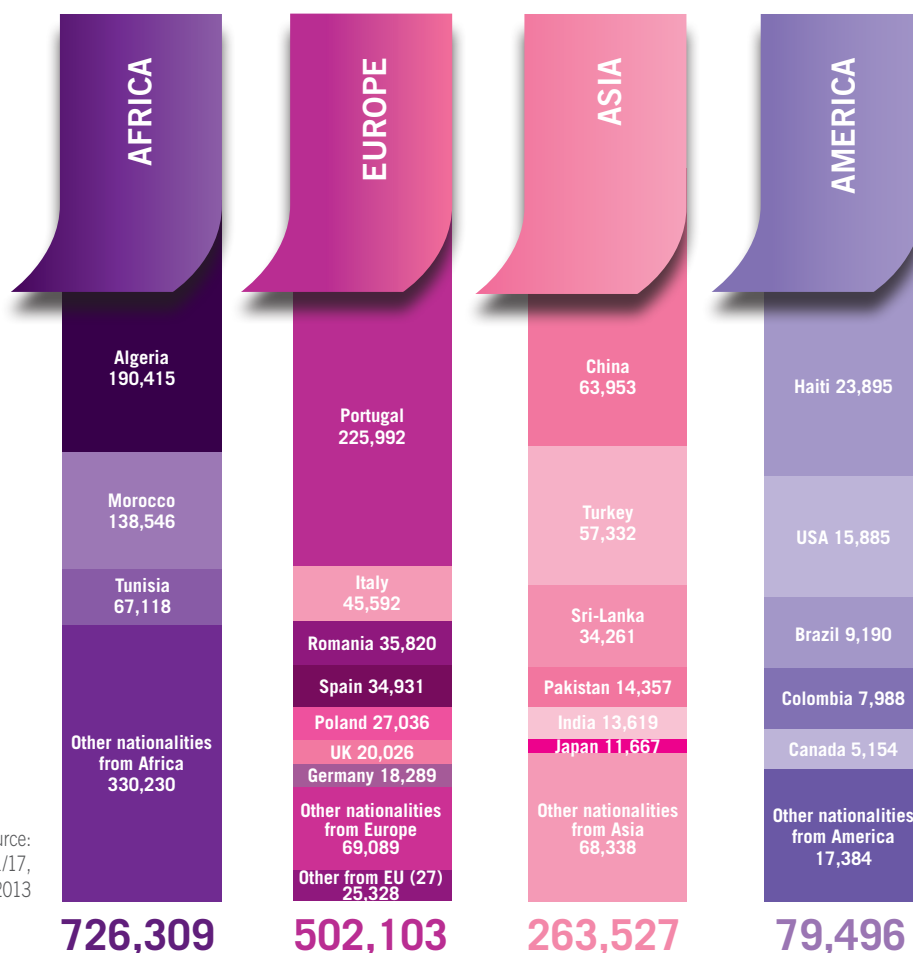 AFRICA
Algeria
190,415
Morocco
138,546
Tunisia
67,118
Other nationalities
from Africa
330,230
726,309
EUROPE
Portugal
225,992
Italy
45,592
Romania 35,820
Spain 34,931
Poland 27,036
UK 20,026
Germany 18,289
Other nationalities
from Europe
69,089
Other from EU (27)
25,328
502,103
ASIA
China
63,953
Turkey
57,332
Sri-Lanka
34,261
Pakistan 14,357
India 13,619
Japan 11,667
Other nationalities
from Asia
68,338
263,527
AMERICA
Haiti 23,895
USA 15,885
Brazil 9,190
Colombia 7,988
Canada 5,154
Other nationalities
from America
17,384
79,496
/17,
2013